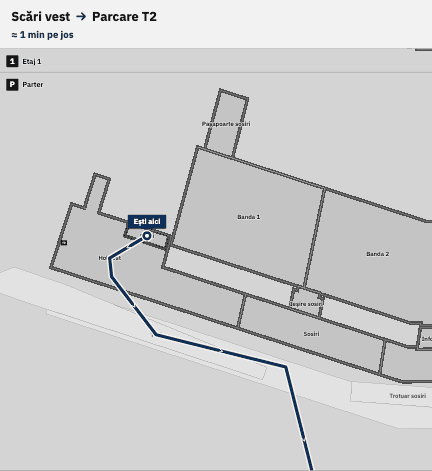 Scări vest → Parcare T2
≈ 1 min pe jos
1 Etaj 1
P Parter
Pașapoarte sosiri
Banda 1
Ești aici
Banda 2
Ieșire sosiri
Sosiri
Info
Trotuar sosiri